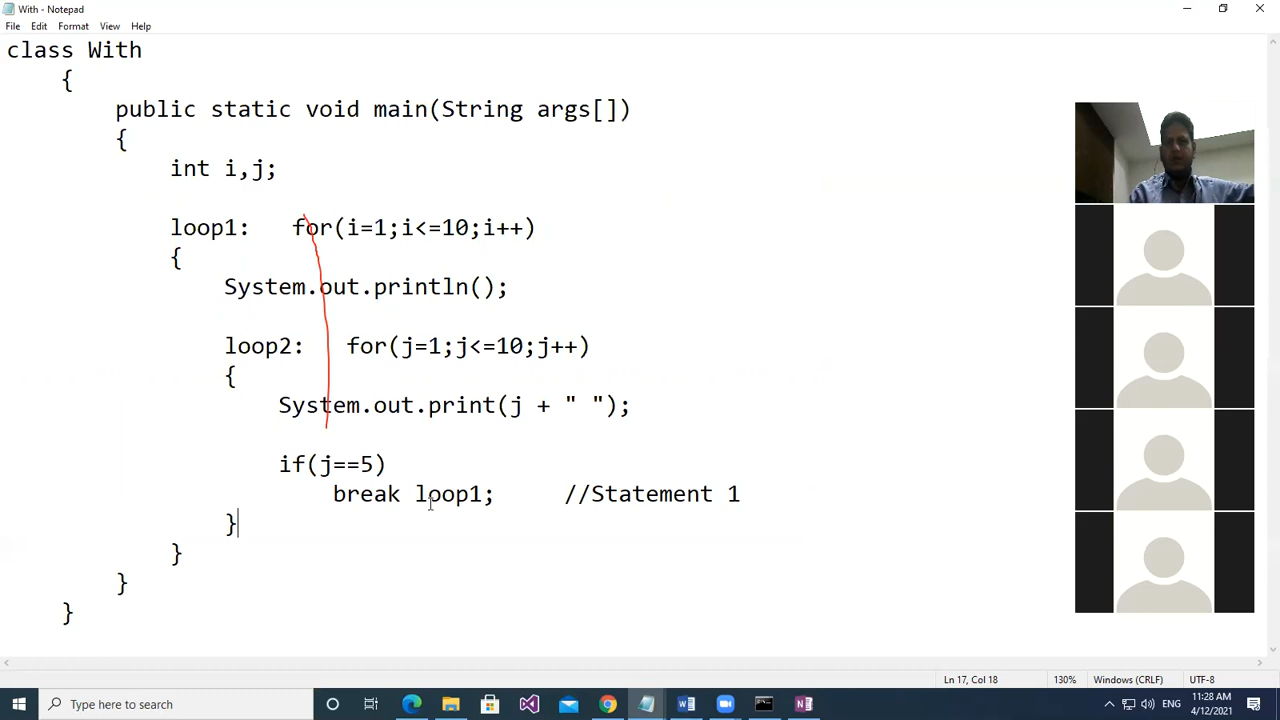 With - Notepad
File Edit Format View Help
class With
{
public static void main(String args[])
{
int i,j;
loop1: for(i=1;i<=10;i++)
{
System.out.println();
loop2: for(j=1;j<=10;j++)
{
System.out.print(j + " ");
if(j==5)
break loop1; //Statement 1
}
}
}
}
Ln 17, Col 18 130% Windows (CRLF) UTF-8
Type here to search
11:28 AM
4/12/2021